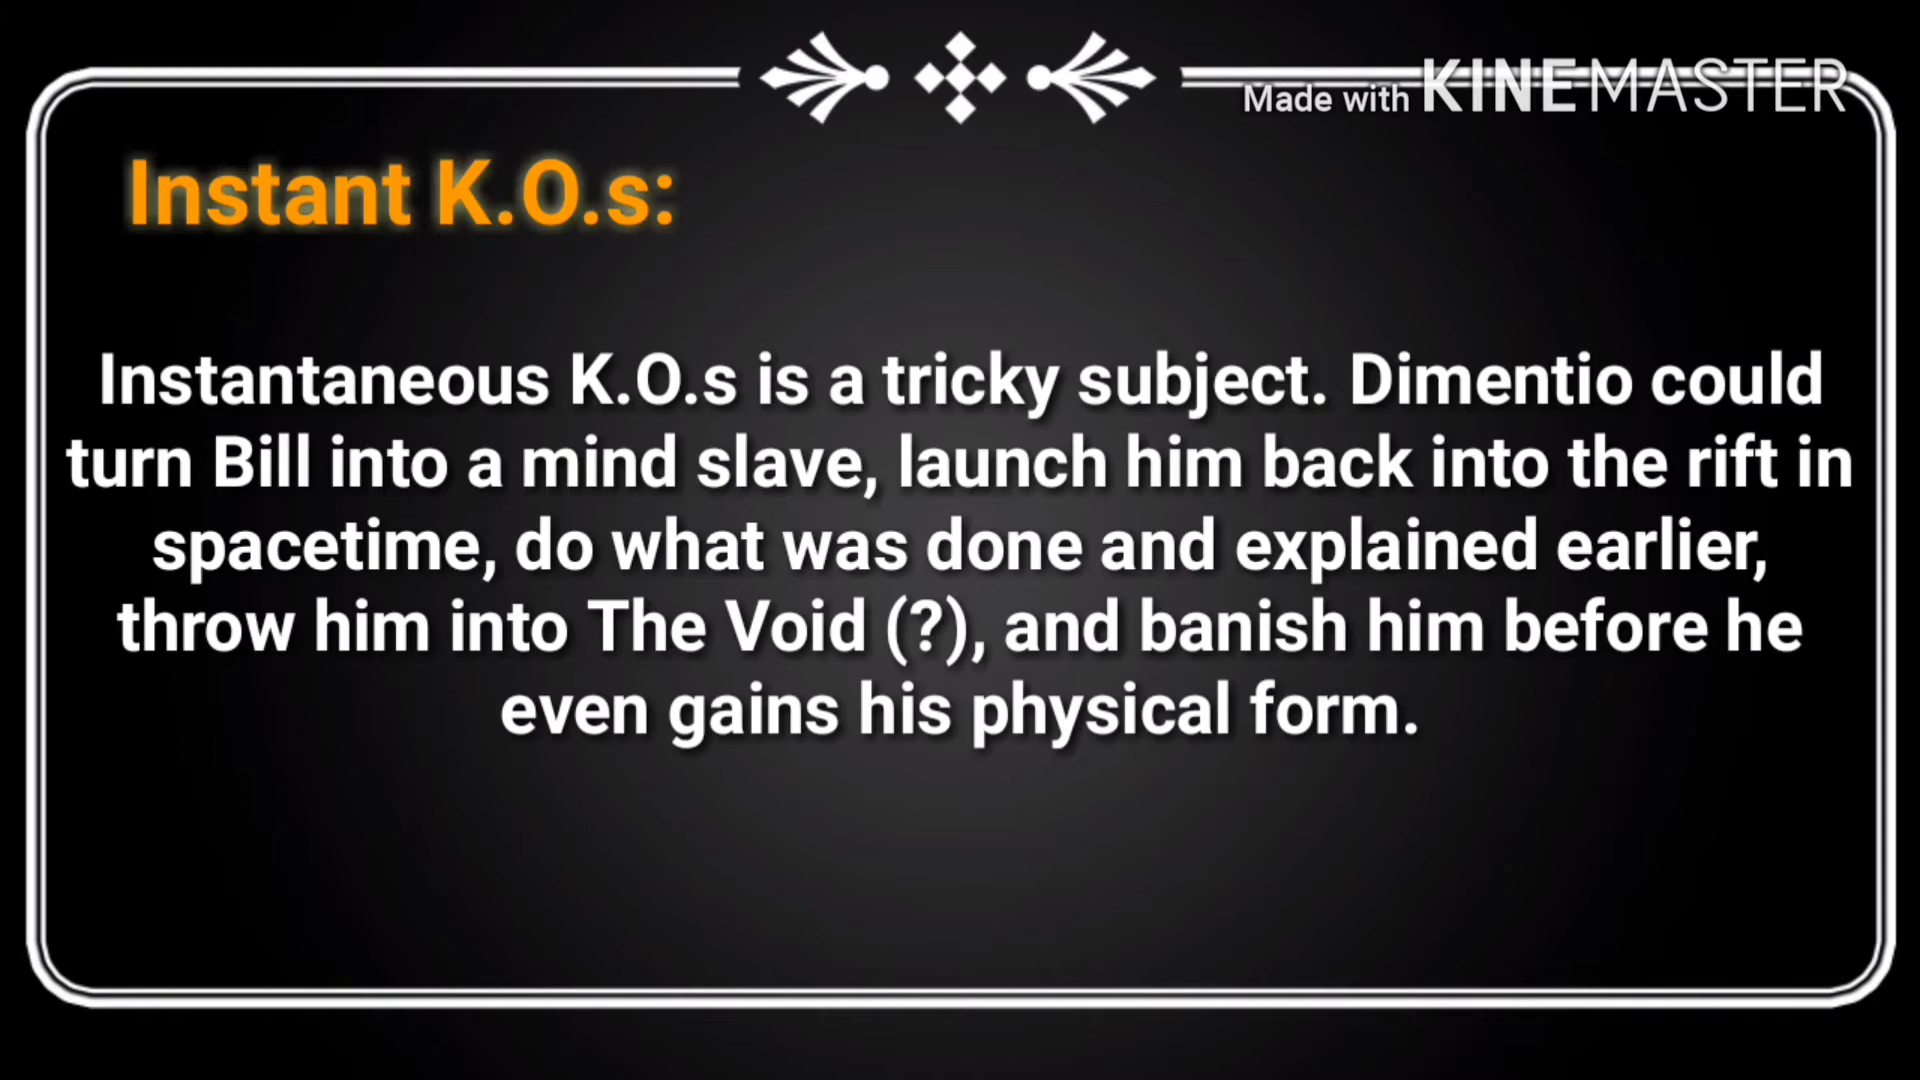 Made with KINEMASTER
Instant K.O.s:
Instantaneous K.O.s is a tricky subject. Dimentio could
turn Bill into a mind slave, launch him back into the rift in
spacetime, do what was done and explained earlier,
throw him into The Void (?), and banish him before he
even gains his physical form.